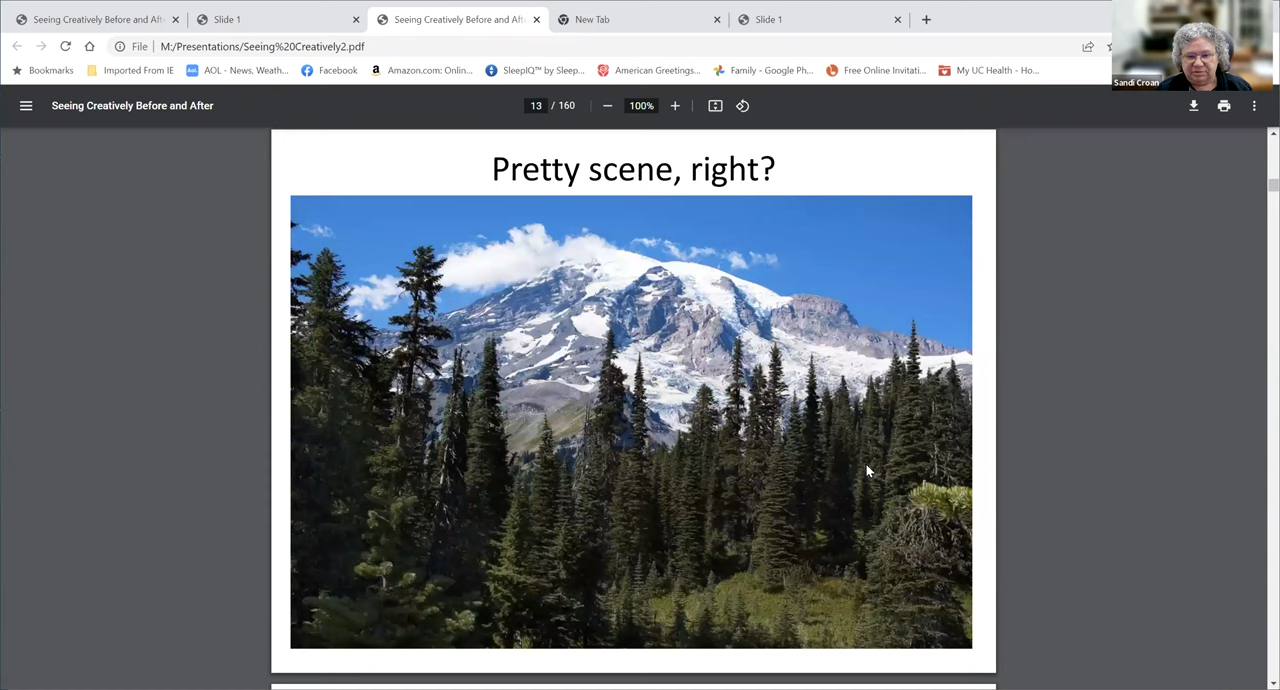 Seeing Creatively Before and Aft
Slide 1
Seeing Creatively Before and Aft
New Tab
Slide 1
File M:/Presentations/Seeing%20Creatively2.pdf
Bookmarks Imported From IE AOL - News, Weath... Facebook Amazon.com: Onlin... SleepIQ™ by Sleep... American Greetings... Family - Google Ph... Free Online Invitati... My UC Health - Ho...
Sandi Croan
Seeing Creatively Before and After 13 / 160 100%
Pretty scene, right?